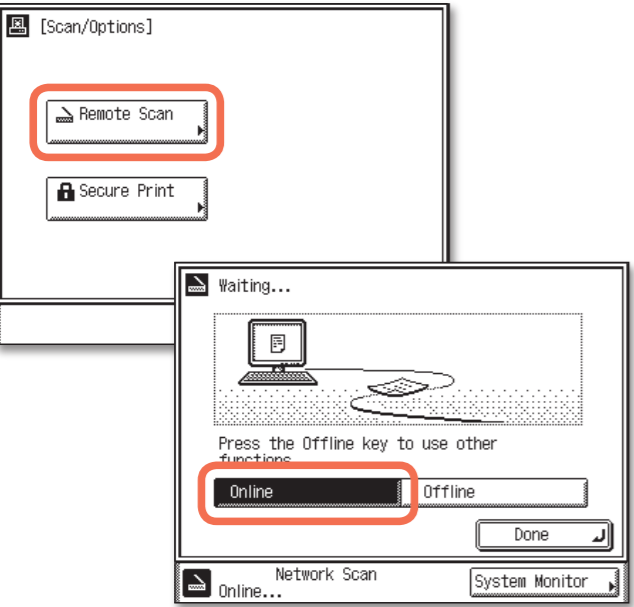 [Scan/Options]
Remote Scan
Secure Print
Waiting...
Press the Offline key to use other
functions
Online
Offline
Done
Network Scan
Online...
System Monitor